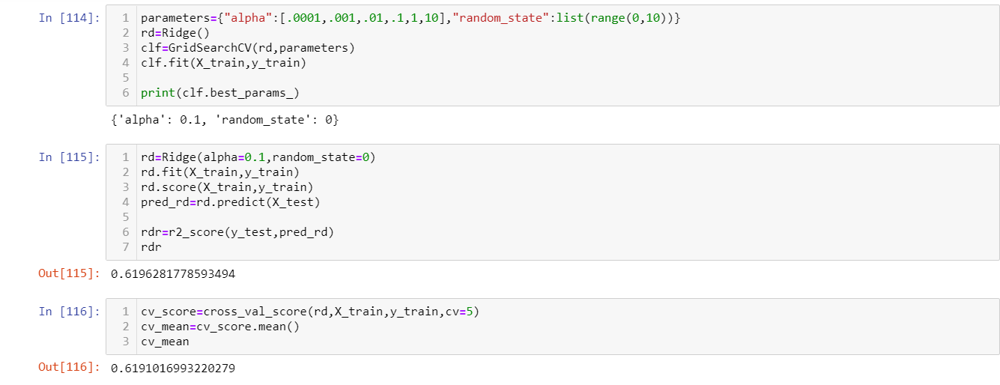 In [114]:
1 parameters={"alpha":[.0001,.001,.01,.1,1,10],"random_state":list(range(0,10))}
2 rd=Ridge()
3 clf=GridSearchCV(rd,parameters)
4 clf.fit(X_train,y_train)
5
6 print(clf.best_params_)
{'alpha': 0.1, 'random_state': 0}
In [115]:
1 rd=Ridge(alpha=0.1,random_state=0)
2 rd.fit(X_train,y_train)
3 rd.score(X_train,y_train)
4 pred_rd=rd.predict(X_test)
5
6 rdr=r2_score(y_test,pred_rd)
7 rdr
Out[115]: 0.6196281778593494
In [116]:
1 cv_score=cross_val_score(rd,X_train,y_train,cv=5)
2 cv_mean=cv_score.mean()
3 cv_mean
Out[116]: 0.6191016993220279